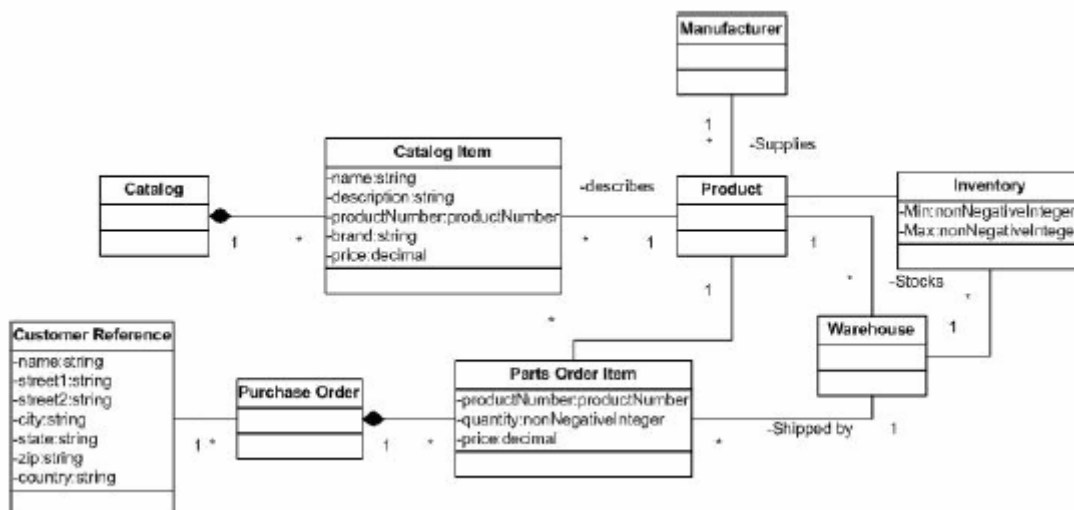 Manufacturer
1
*
-Supplies
Catalog Item
-name:string
-description:string
-productNumber:productNumber
-brand:string
-price:decimal
Catalog
1
*
-describes
*
1
Product
1
Inventory
-Min:nonNegativeInteger
-Max:nonNegativeInteger
*
-Stocks
*
1
*
1
Warehouse
Customer Reference
-name:string
-street1:string
-street2:string
-city:string
-state:string
-zip:string
-country:string
1 *
Purchase Order
1
*
Parts Order Item
-productNumber:productNumber
-quantity:nonNegativeInteger
-price:decimal
*
-Shipped by
1